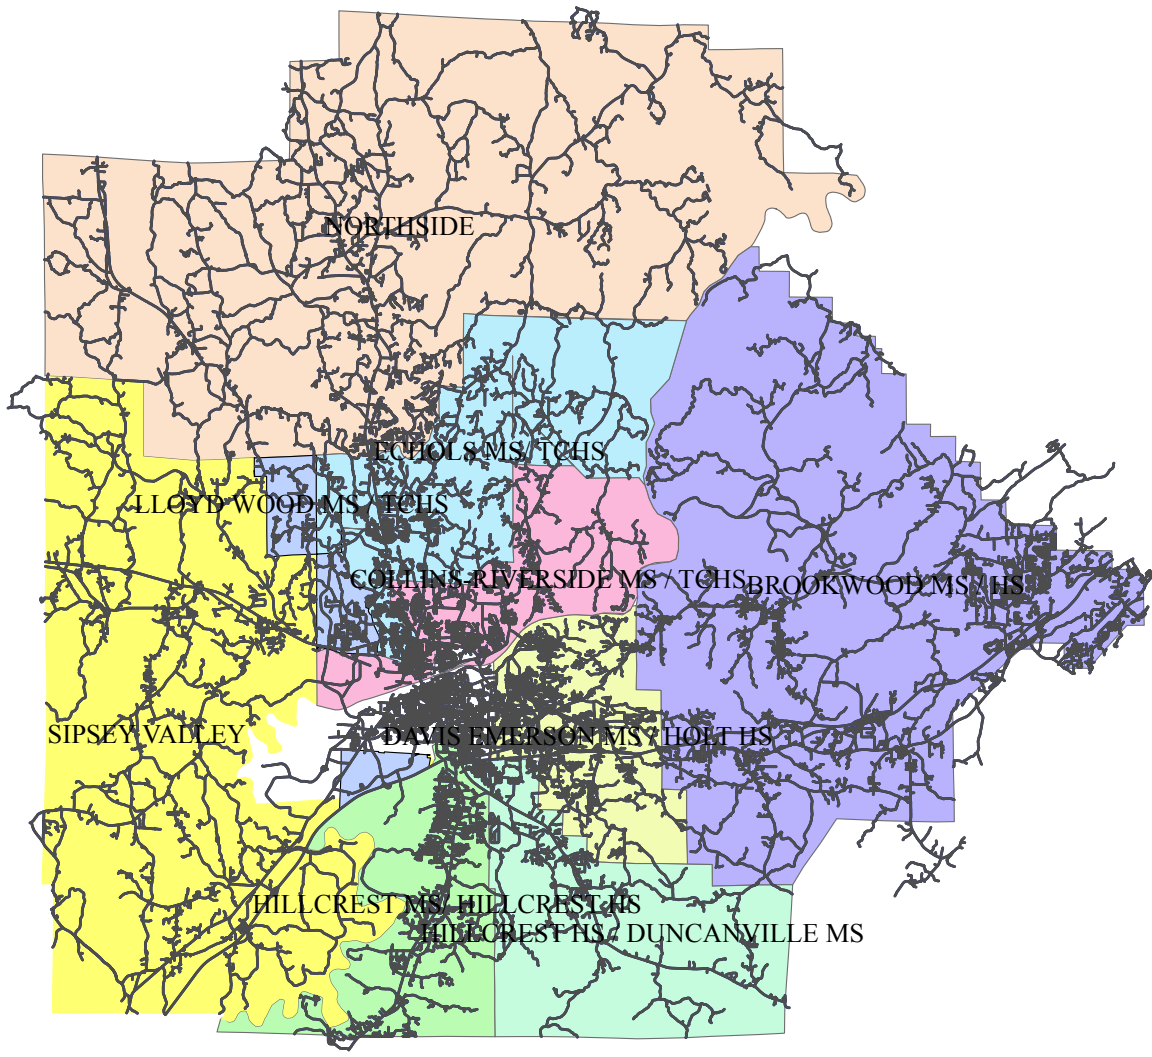 NORTHSIDE
ECHOLS MS/ TCHS
LLOYD WOOD MS / TCHS
COLLINS-RIVERSIDE MS / TCHS
BROOKWOOD MS / HS
SIPSEY VALLEY
DAVIS EMERSON MS / HOLT HS
HILLCREST MS/ HILLCREST HS
HILLCREST HS / DUNCANVILLE MS